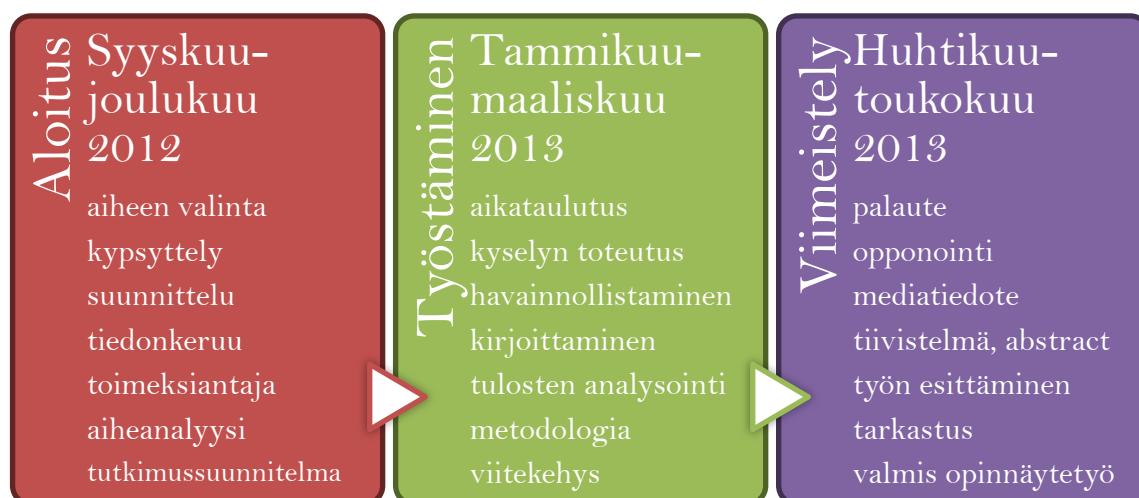 Aloitus
Syyskuu-
joulukuu
2012
aiheen valinta
kypsyttely
suunnittelu
tiedonkeruu
toimeksiantaja
aiheanalyysi
tutkimussuunnitelma
Työstäminen
Tammikuu-
maaliskuu
2013
aikataulutus
kyselyn toteutus
havainnollistaminen
kirjoittaminen
tulosten analysointi
metodologia
viitekehys
Viimeistely
Huhtikuu-
toukokuu
2013
palaute
opponointi
mediatiedote
tiivistelmä, abstract
työn esittäminen
tarkastus
valmis opinnäytetyö